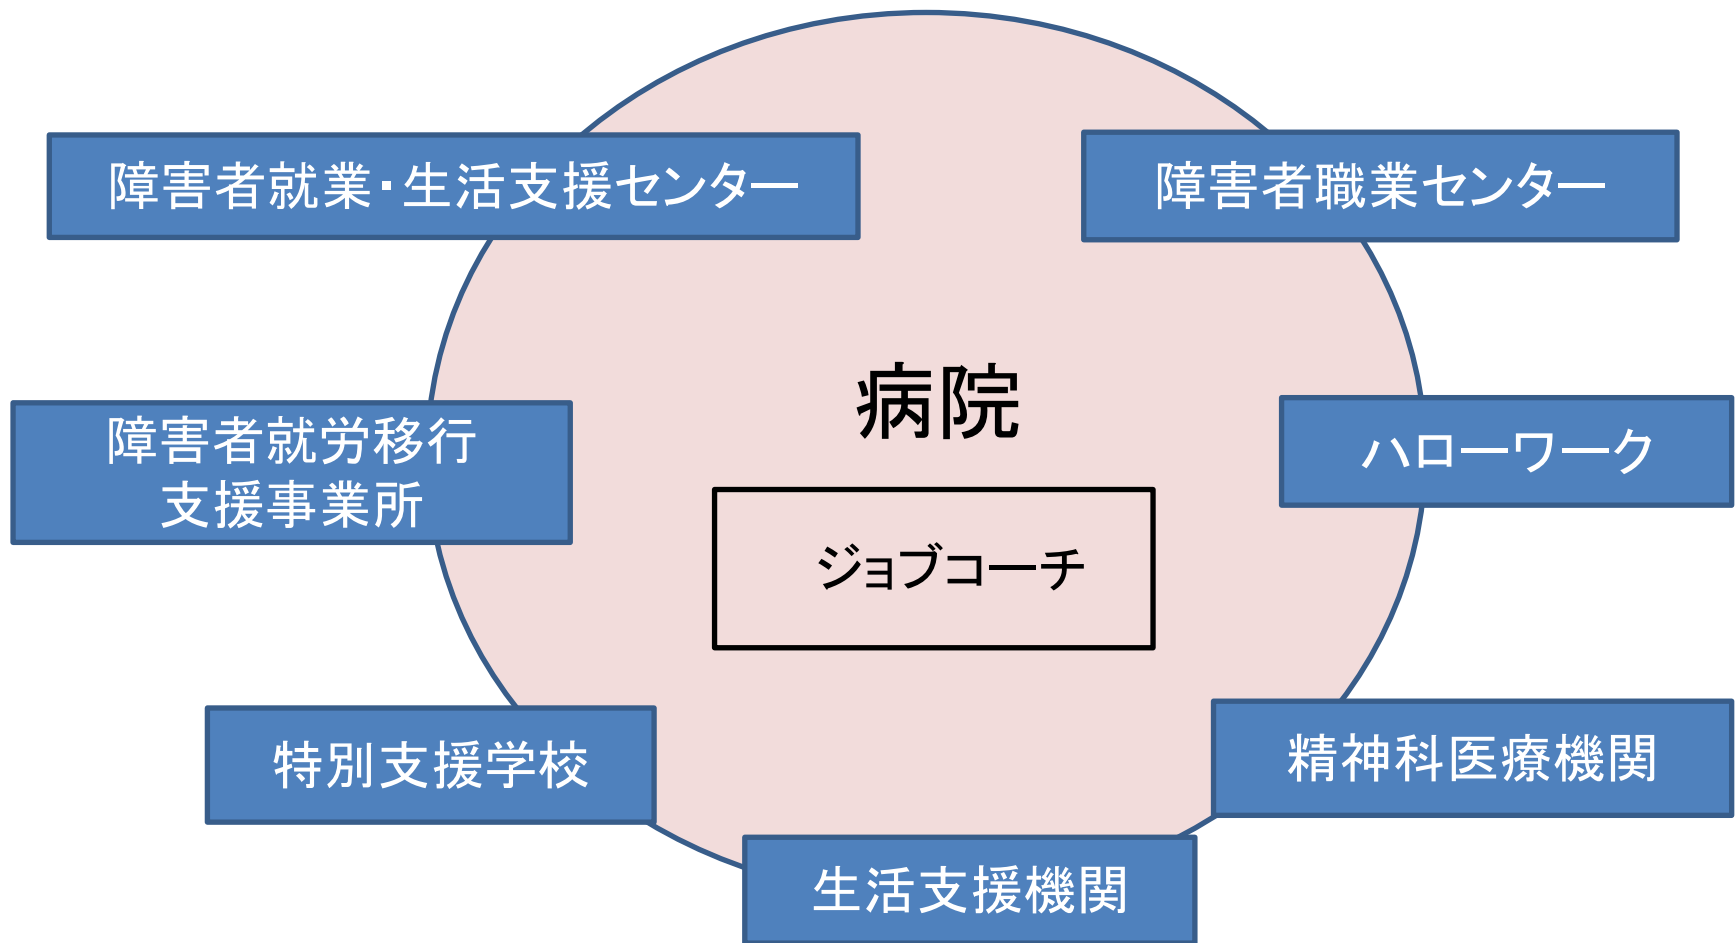 障害者就業・生活支援センター
障害者職業センター
病院
障害者就労移行
支援事業所
ハローワーク
ジョブコーチ
特別支援学校
精神科医療機関
生活支援機関